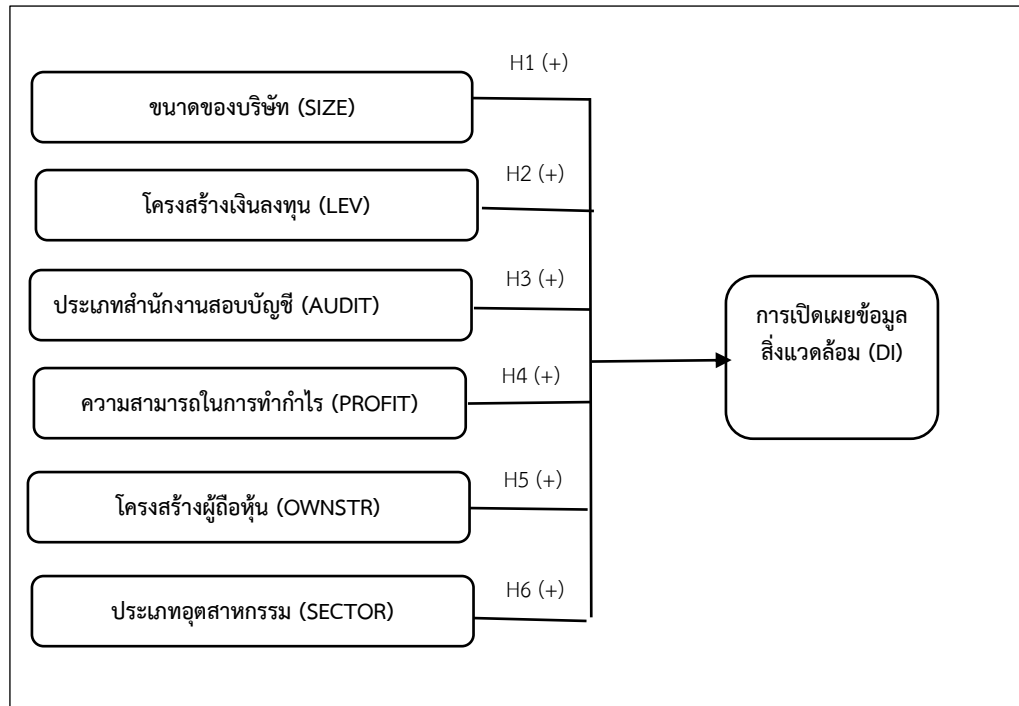 H1 (+)
ขนาดของบริษัท (SIZE)
H2 (+)
โครงสร้างเงินลงทุน (LEV)
H3 (+)
ประเภทสำนักงานสอบบัญชี (AUDIT)
การเปิดเผยข้อมูล
สิ่งแวดล้อม (DI)
H4 (+)
ความสามารถในการทำกำไร (PROFIT)
H5 (+)
โครงสร้างผู้ถือหุ้น (OWNSTR)
H6 (+)
ประเภทอุตสาหกรรม (SECTOR)